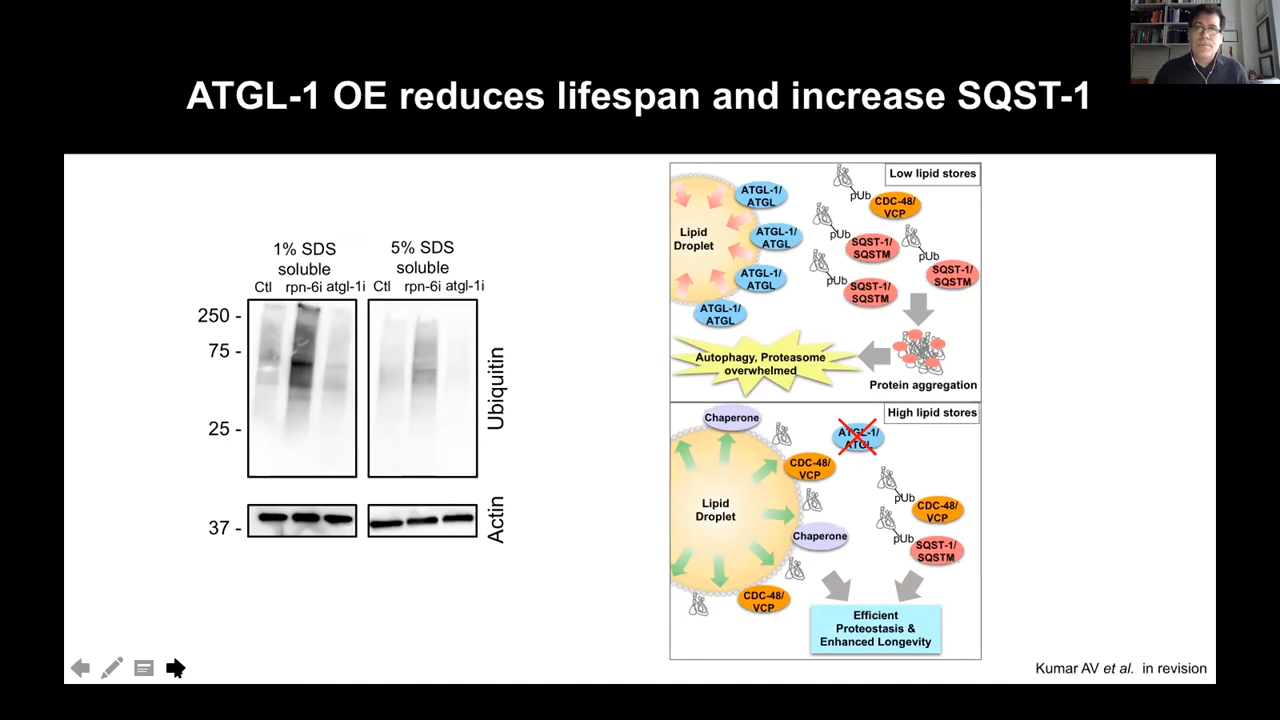 ATGL-1 OE reduces lifespan and increase SQST-1
1% SDS
soluble
5% SDS
soluble
Ctl rpn-6i atgl-1i
Ctl rpn-6i atgl-1i
250 -
75 -
25 -
Ubiquitin
37 -
Actin
Low lipid stores
Lipid
Droplet
ATGL-1/
ATGL
ATGL-1/
ATGL
ATGL-1/
ATGL
ATGL-1/
ATGL
pUb
CDC-48/
VCP
pUb
SQST-1/
SQSTM
pUb
SQST-1/
SQSTM
pUb
SQST-1/
SQSTM
Autophagy, Proteasome
overwhelmed
Protein aggregation
High lipid stores
Chaperone
ATGL-1/
ATGL
CDC-48/
VCP
Lipid
Droplet
pUb
CDC-48/
VCP
Chaperone
pUb
SQST-1/
SQSTM
CDC-48/
VCP
Efficient
Proteostasis &
Enhanced Longevity
Kumar AV et al. in revision